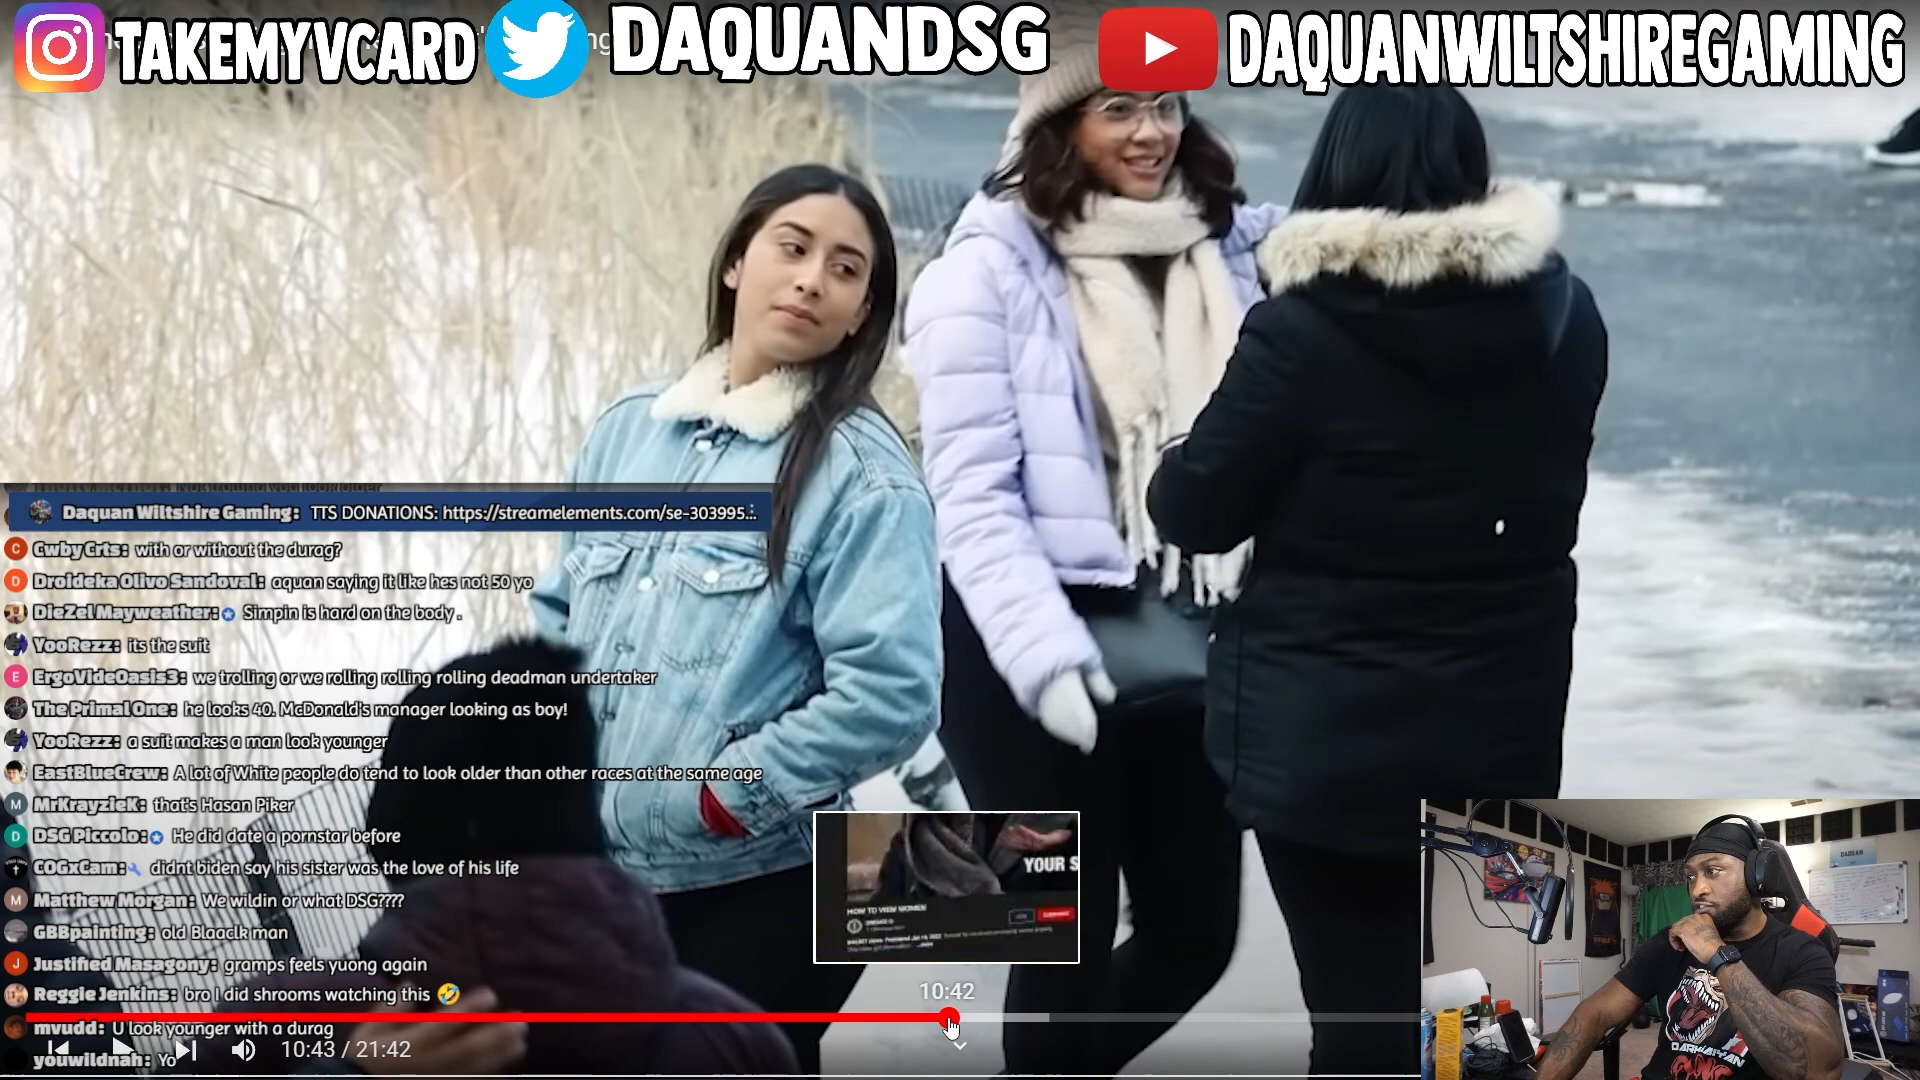 TAKEMYVCARD
DAQUANDSG
DAQUANWILTSHIREGAMING
Daquan Wiltshire Gaming: TTS DONATIONS: https://streamelements.com/se-303995...
CwbyCrts: with or without the durag?
Droideka Olivo Sandoval: aquan saying it like hes not 50 yo
DieZel Mayweather: Simpin is hard on the body .
YooRezz: its the suit
ErgoVideOasis3: we trolling or we rolling rolling rolling deadman undertaker
The Primal One: he looks 40. McDonald's manager looking as boy!
YooRezz: a suit makes a man look younger
EastBlueCrew: A lot of White people do tend to look older than other races at the same age
MrKrayzieK: that's Hasan Piker
DSG Piccolo: He did date a pornstar before
COGxCam: didnt biden say his sister was the love of his life
Matthew Morgan: We wildin or what DSG????
GBBpainting: old Blaaclk man
Justified Masagony: gramps feels yuong again
Reggie Jenkins: bro I did shrooms watching this 🤣
mvudd: U look younger with a durag
youwildnah: Yo
10:43 / 21:42
YOUR S
HOW TO VIEW WOMEN
10:42
DAQUAN